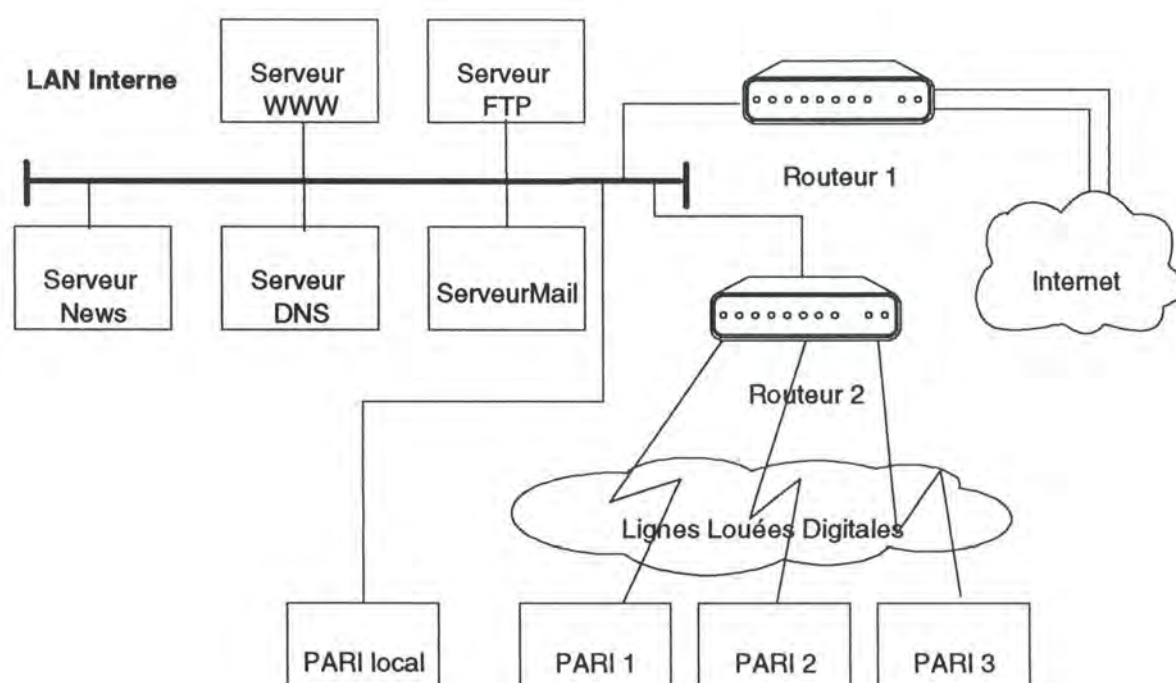 LAN Interne
Serveur
WWW
Serveur
FTP
Routeur 1
Serveur
News
Serveur
DNS
ServeurMail
Internet
Routeur 2
Lignes Louées Digitales
PARI local
PARI 1
PARI 2
PARI 3